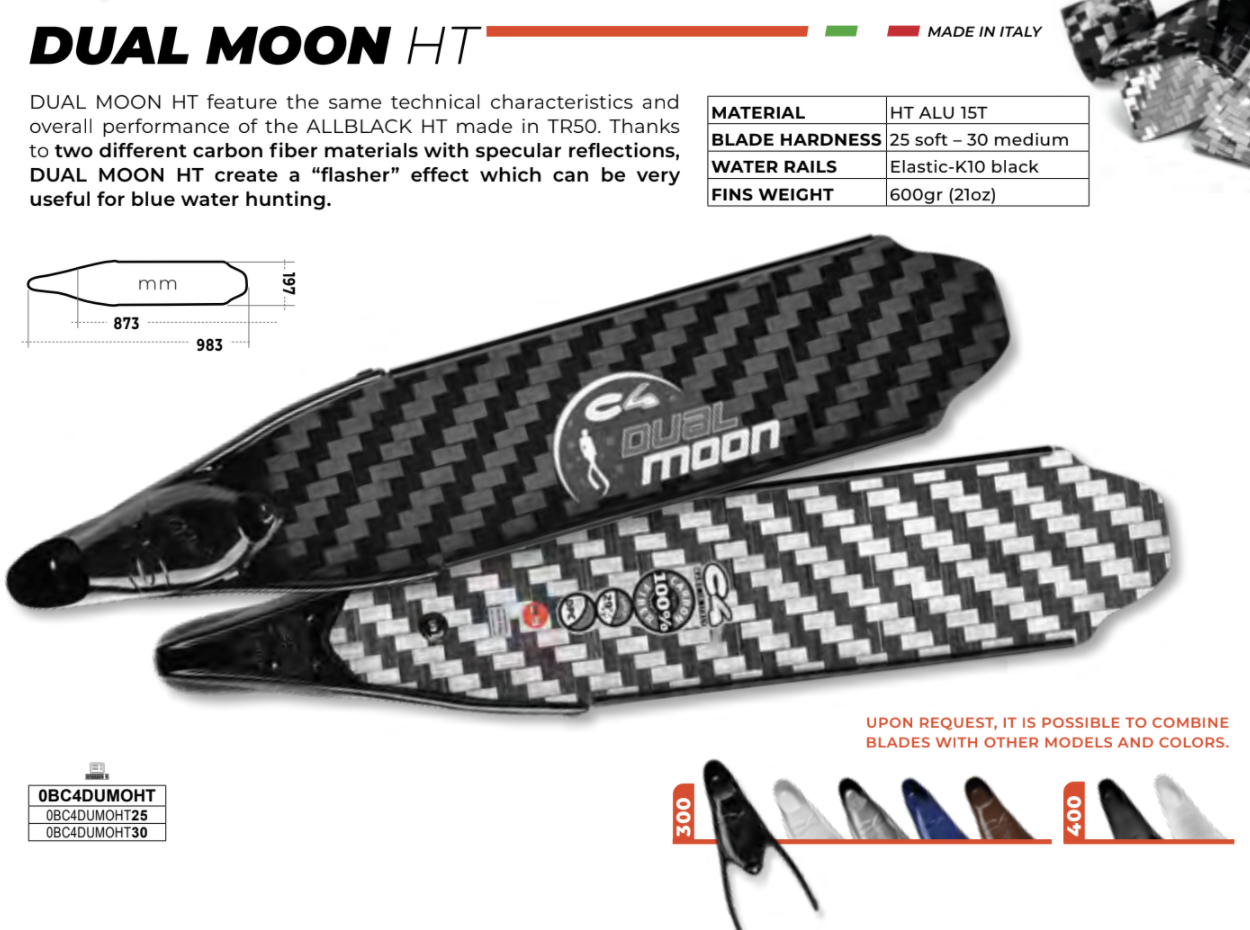 DUAL MOON HT
MADE IN ITALY
DUAL MOON HT feature the same technical characteristics and
overall performance of the ALLBLACK HT made in TR50. Thanks
to two different carbon fiber materials with specular reflections,
DUAL MOON HT create a “flasher” effect which can be very
useful for blue water hunting.
MATERIAL HT ALU 15T
BLADE HARDNESS 25 soft – 30 medium
WATER RAILS Elastic-K10 black
FINS WEIGHT 600gr (21oz)
mm
197
873
983
C4
DUAL
MOON
100%
C4
UPON REQUEST, IT IS POSSIBLE TO COMBINE
BLADES WITH OTHER MODELS AND COLORS.
0BC4DUMOHT
0BC4DUMOHT25
0BC4DUMOHT30
300
400